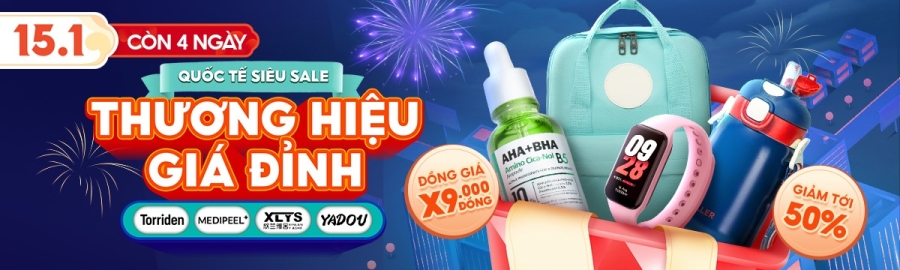 15.1
CÒN 4 NGÀY
QUỐC TẾ SIÊU SALE
THƯƠNG HIỆU
GIÁ ĐỈNH
Torriden
MEDIPEEL+
XLTS
YADOU
ĐỒNG GIÁ
X9.000
ĐỒNG
AHA+BHA
Amino Cica-Nol B5
09
28
GIẢM TỚI
50%